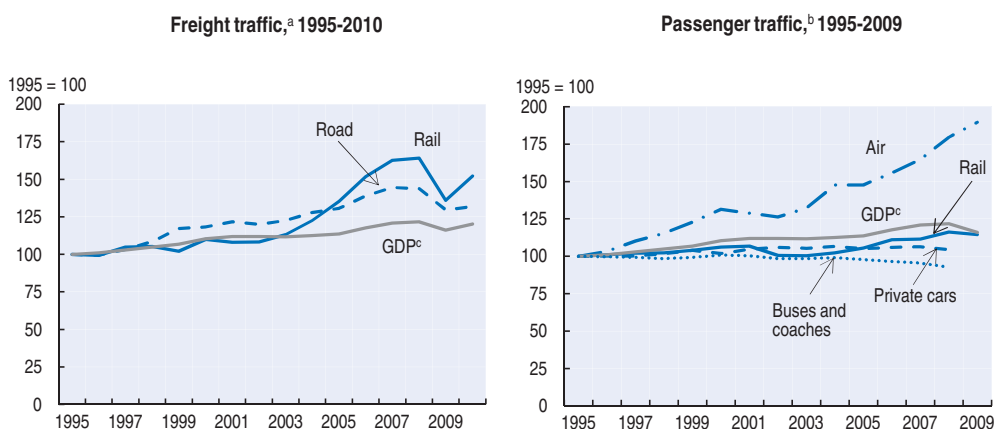 Freight traffic,ᵃ 1995-2010
1995 = 100
200
175
150
125
100
75
50
25
0
Road
Rail
GDPᶜ
1995 1997 1999 2001 2003 2005 2007 2009
Passenger traffic,ᵇ 1995-2009
1995 = 100
200
175
150
125
100
75
50
25
0
Air
Rail
GDPᶜ
Private cars
Buses and
coaches
1995 1997 1999 2001 2003 2005 2007 2009